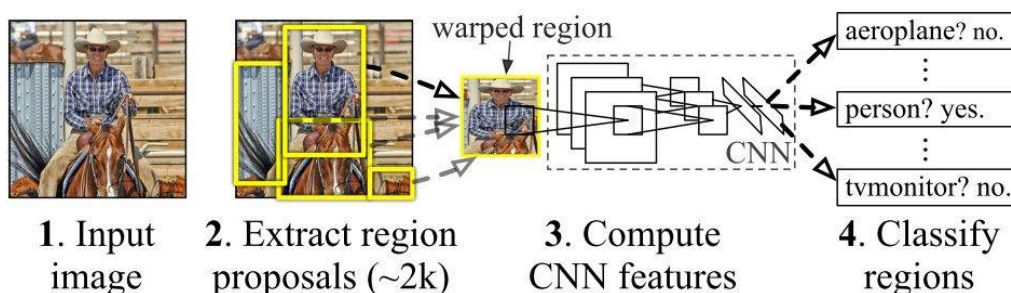 warped region
aeroplane? no.
⋮
person? yes.
CNN
⋮
tvmonitor? no.
1. Input
image
2. Extract region
proposals (~2k)
3. Compute
CNN features
4. Classify
regions